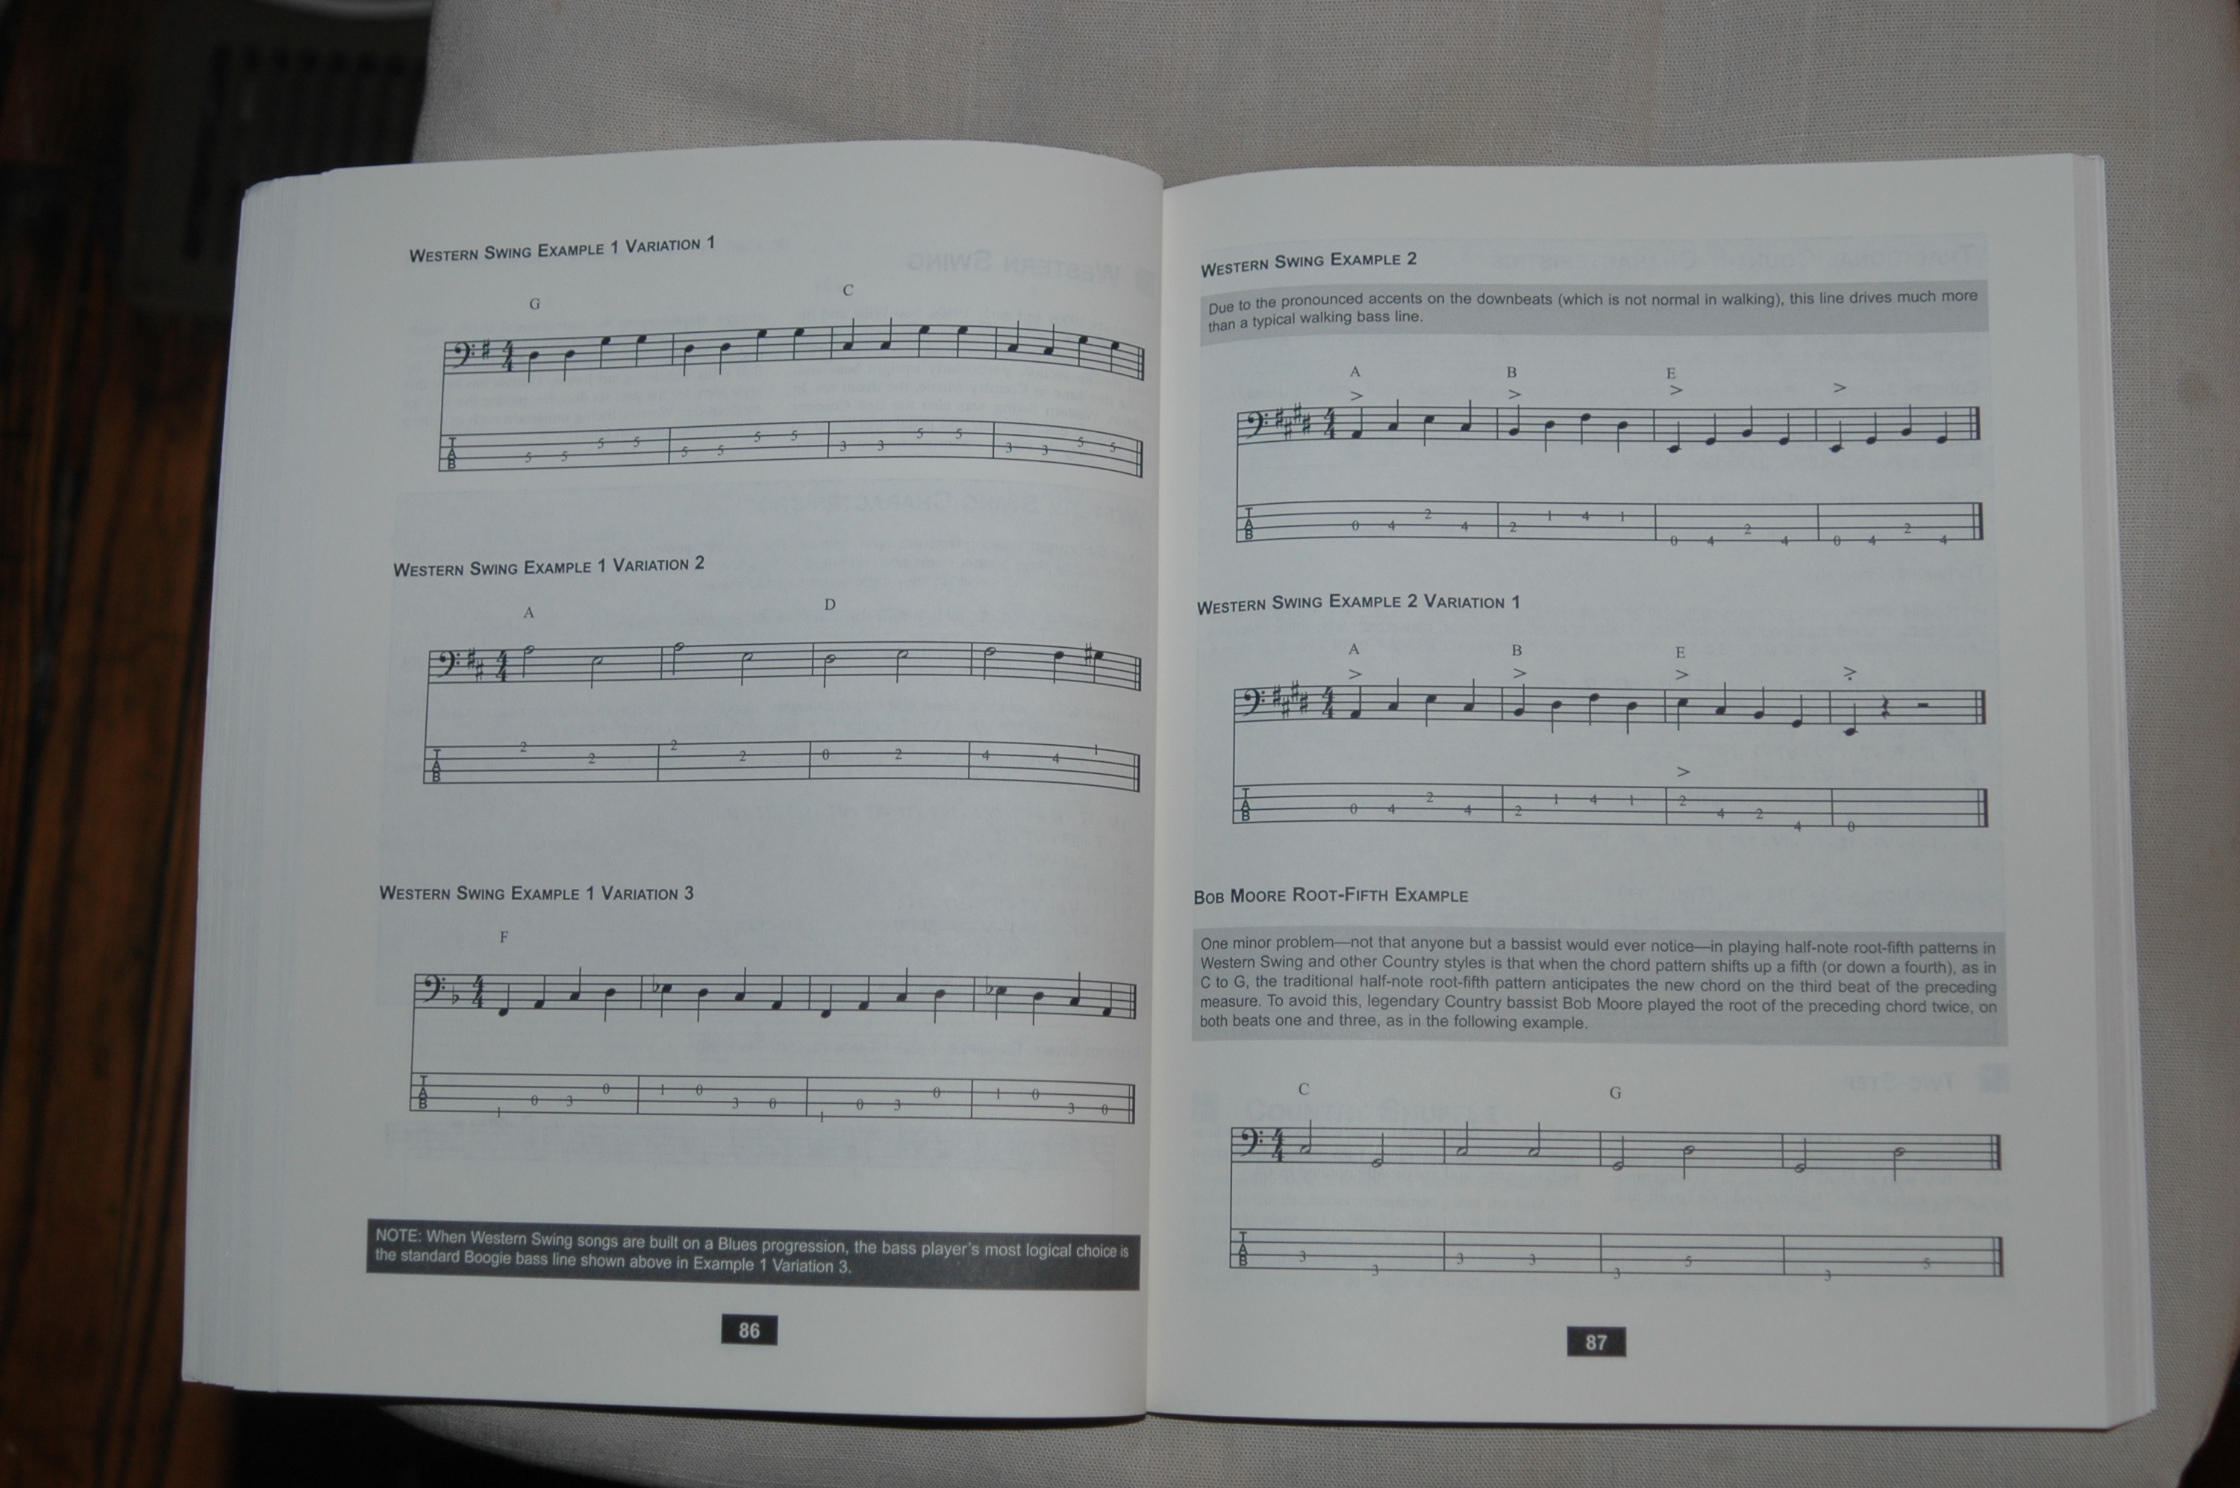 WESTERN SWING EXAMPLE 1 VARIATION 1
G C
4
4
T
A
B
5 5 5 5 5 5 5 5 3 3 5 5 3 3 5 5
WESTERN SWING EXAMPLE 1 VARIATION 2
A D
4
4
T
A
B
2 2 2 2 0 2 4 4 1
WESTERN SWING EXAMPLE 1 VARIATION 3
F
4
4
T
A
B
1 0 3 0 1 0 3 0 1 0 3 0 1 0 3 0
NOTE: When Western Swing songs are built on a Blues progression, the bass player's most logical choice is
the standard Boogie bass line shown above in Example 1 Variation 3.
86
WESTERN SWING EXAMPLE 2
Due to the pronounced accents on the downbeats (which is not normal in walking), this line drives much more
than a typical walking bass line.
A B E
> > > >
4
4
T
A
B
0 4 2 4 2 1 4 1 0 4 2 4 0 4 2 4
WESTERN SWING EXAMPLE 2 VARIATION 1
A B E
> > > >
4
4
>
T
A
B
0 4 2 4 2 1 4 1 2 4 2 4 0
BOB MOORE ROOT-FIFTH EXAMPLE
One minor problem—not that anyone but a bassist would ever notice—in playing half-note root-fifth patterns in
Western Swing and other Country styles is that when the chord pattern shifts up a fifth (or down a fourth), as in
C to G, the traditional half-note root-fifth pattern anticipates the new chord on the third beat of the preceding
measure. To avoid this, legendary Country bassist Bob Moore played the root of the preceding chord twice, on
both beats one and three, as in the following example.
C G
4
4
T
A
B
3 3 3 3 3 5 3 5
87